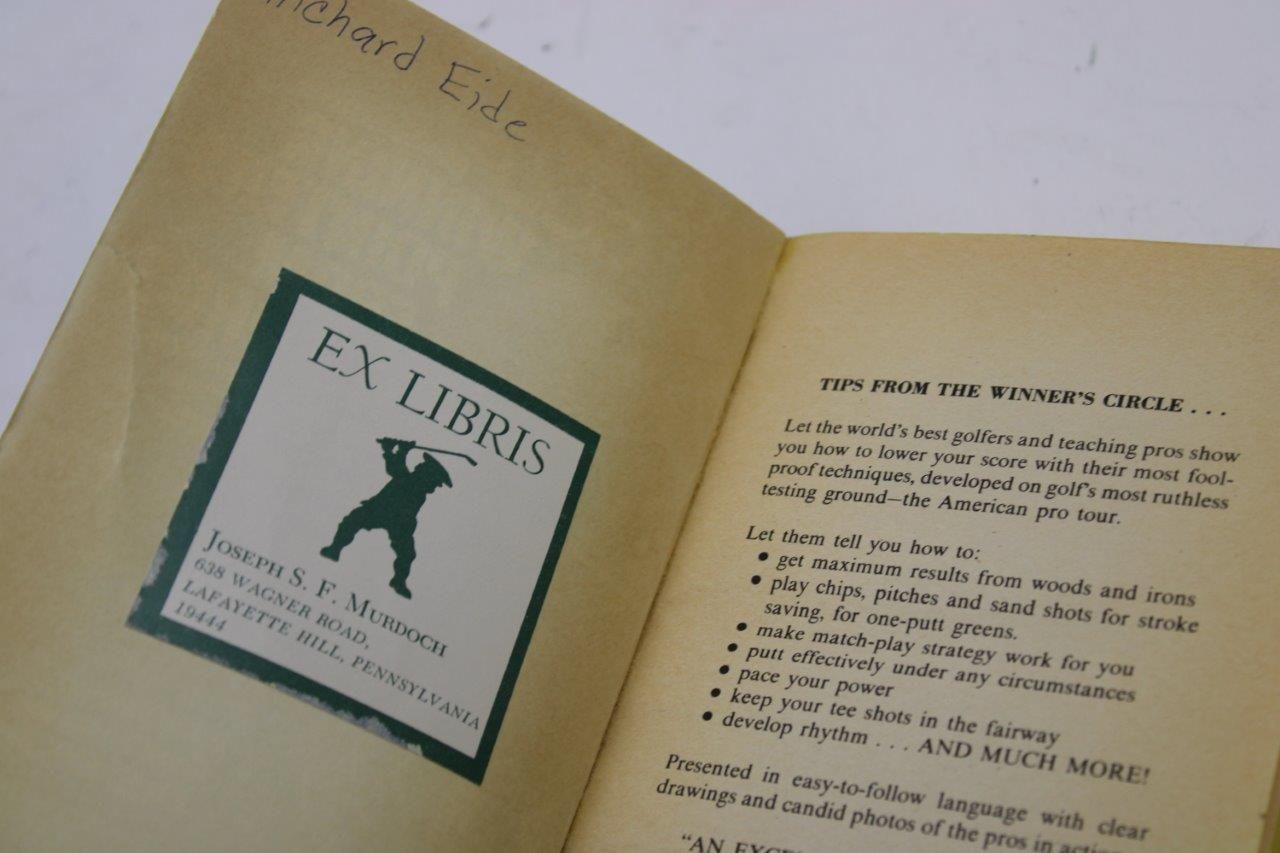 Richard Eide
EX LIBRIS
JOSEPH S. F. MURDOCH
638 WAGNER ROAD,
LAFAYETTE HILL, PENNSYLVANIA
19444
TIPS FROM THE WINNER'S CIRCLE . . .
Let the world's best golfers and teaching pros show
you how to lower your score with their most fool-
proof techniques, developed on golf's most ruthless
testing ground—the American pro tour.
Let them tell you how to:
• get maximum results from woods and irons
• play chips, pitches and sand shots for stroke
saving, for one-putt greens.
• make match-play strategy work for you
• putt effectively under any circumstances
• pace your power
• keep your tee shots in the fairway
• develop rhythm . . . AND MUCH MORE!
Presented in easy-to-follow language with clear
drawings and candid photos of the pros in
"AN